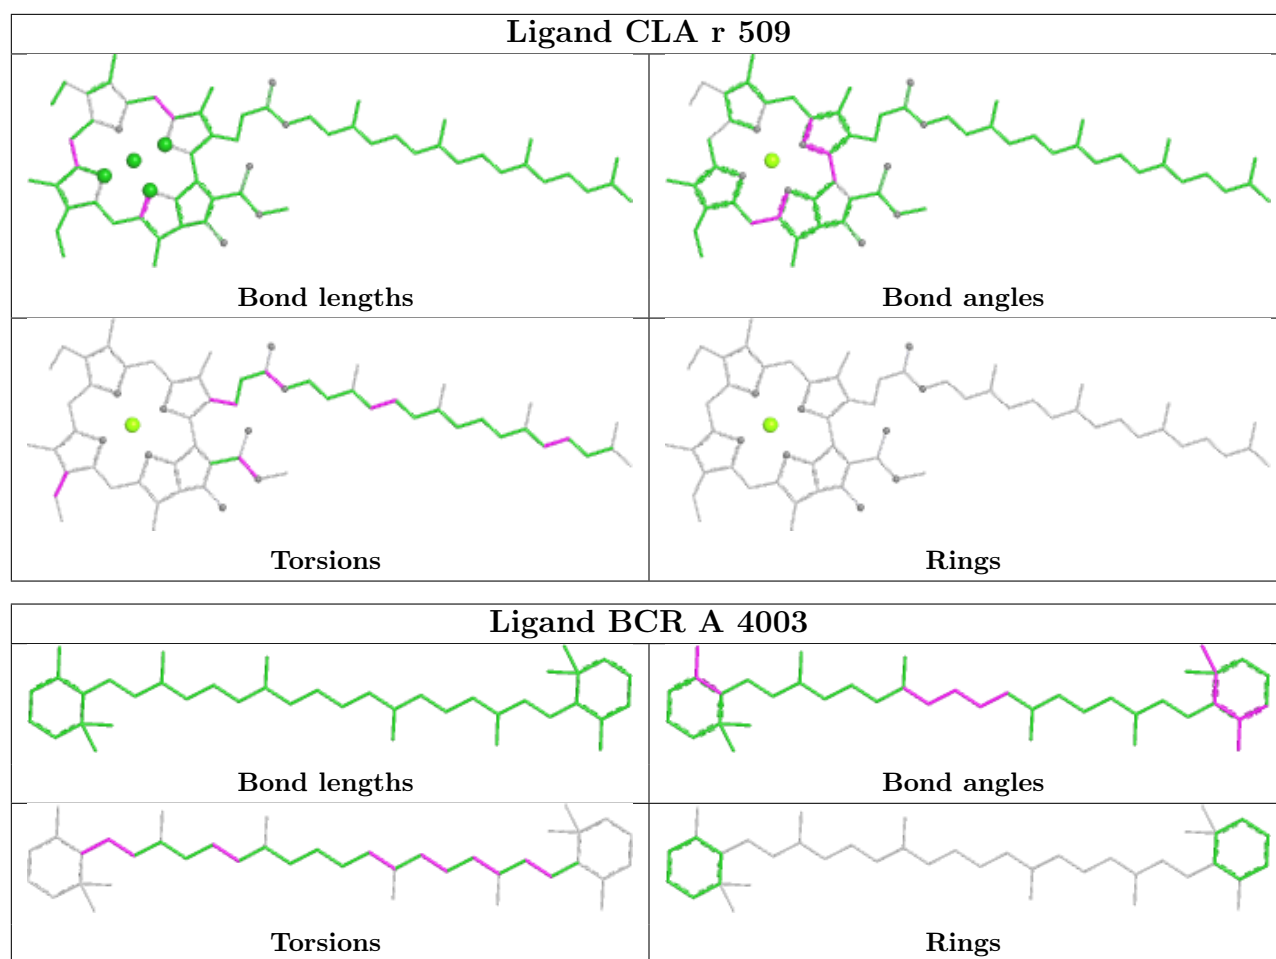 Ligand CLA r 509
Bond lengths
Bond angles
Torsions
Rings
Ligand BCR A 4003
Bond lengths
Bond angles
Torsions
Rings